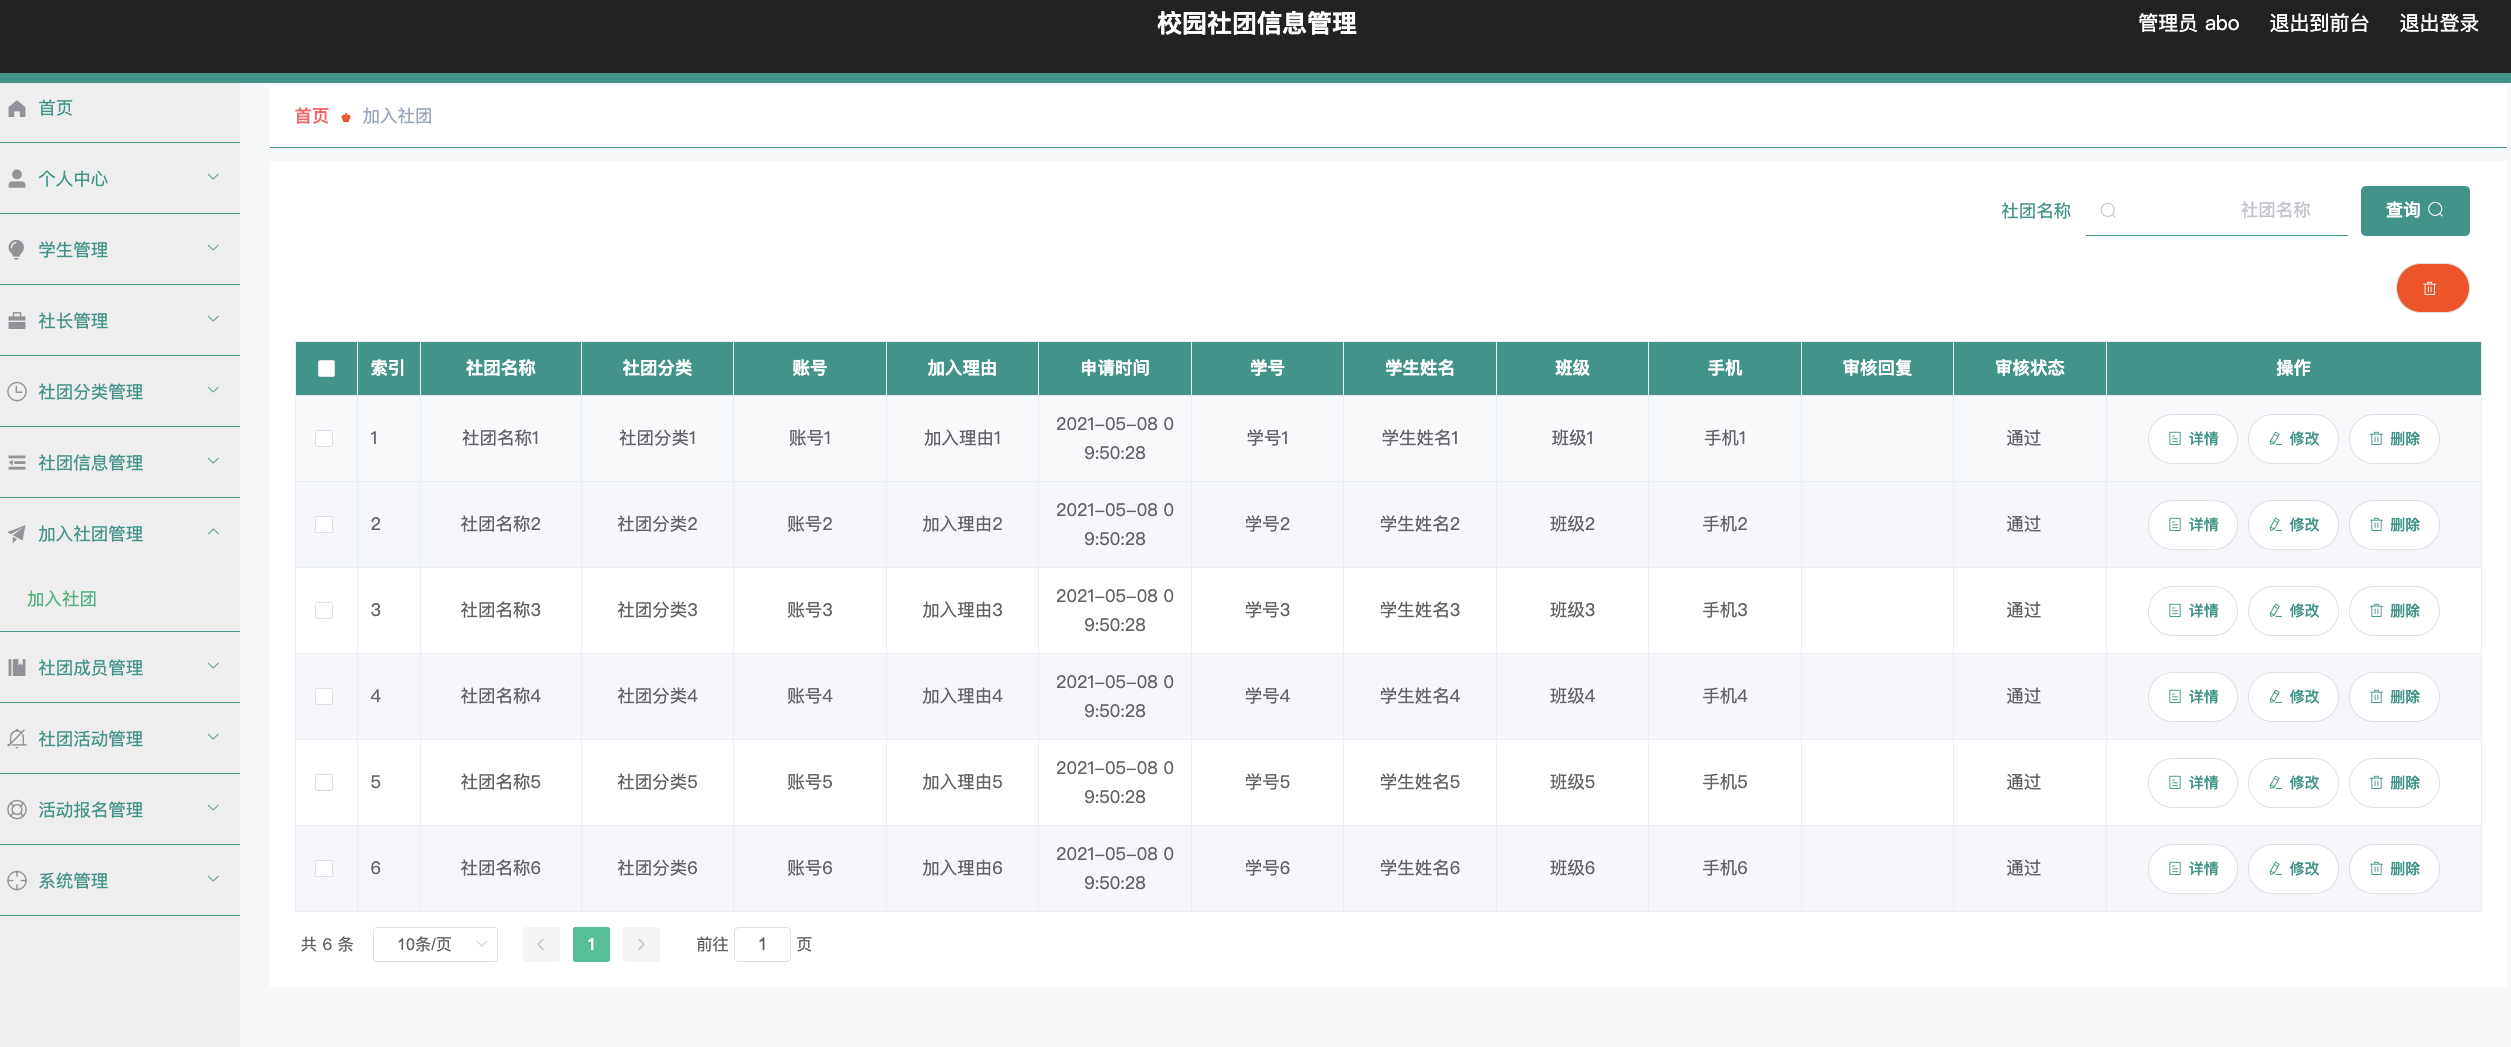 校园社团信息管理
管理员 abo 退出到前台 退出登录
首页
个人中心
学生管理
社长管理
社团分类管理
社团信息管理
加入社团管理
加入社团
社团成员管理
社团活动管理
活动报名管理
系统管理
首页 加入社团
社团名称 社团名称 查询
索引 社团名称 社团分类 账号 加入理由 申请时间 学号 学生姓名 班级 手机 审核回复 审核状态 操作
1 社团名称1 社团分类1 账号1 加入理由1 2021-05-08 0 学号1 学生姓名1 班级1 手机1 通过 详情 修改 删除
9:50:28
2 社团名称2 社团分类2 账号2 加入理由2 2021-05-08 0 学号2 学生姓名2 班级2 手机2 通过 详情 修改 删除
9:50:28
3 社团名称3 社团分类3 账号3 加入理由3 2021-05-08 0 学号3 学生姓名3 班级3 手机3 通过 详情 修改 删除
9:50:28
4 社团名称4 社团分类4 账号4 加入理由4 2021-05-08 0 学号4 学生姓名4 班级4 手机4 通过 详情 修改 删除
9:50:28
5 社团名称5 社团分类5 账号5 加入理由5 2021-05-08 0 学号5 学生姓名5 班级5 手机5 通过 详情 修改 删除
9:50:28
6 社团名称6 社团分类6 账号6 加入理由6 2021-05-08 0 学号6 学生姓名6 班级6 手机6 通过 详情 修改 删除
9:50:28
共 6 条 10条/页 1 前往 1 页